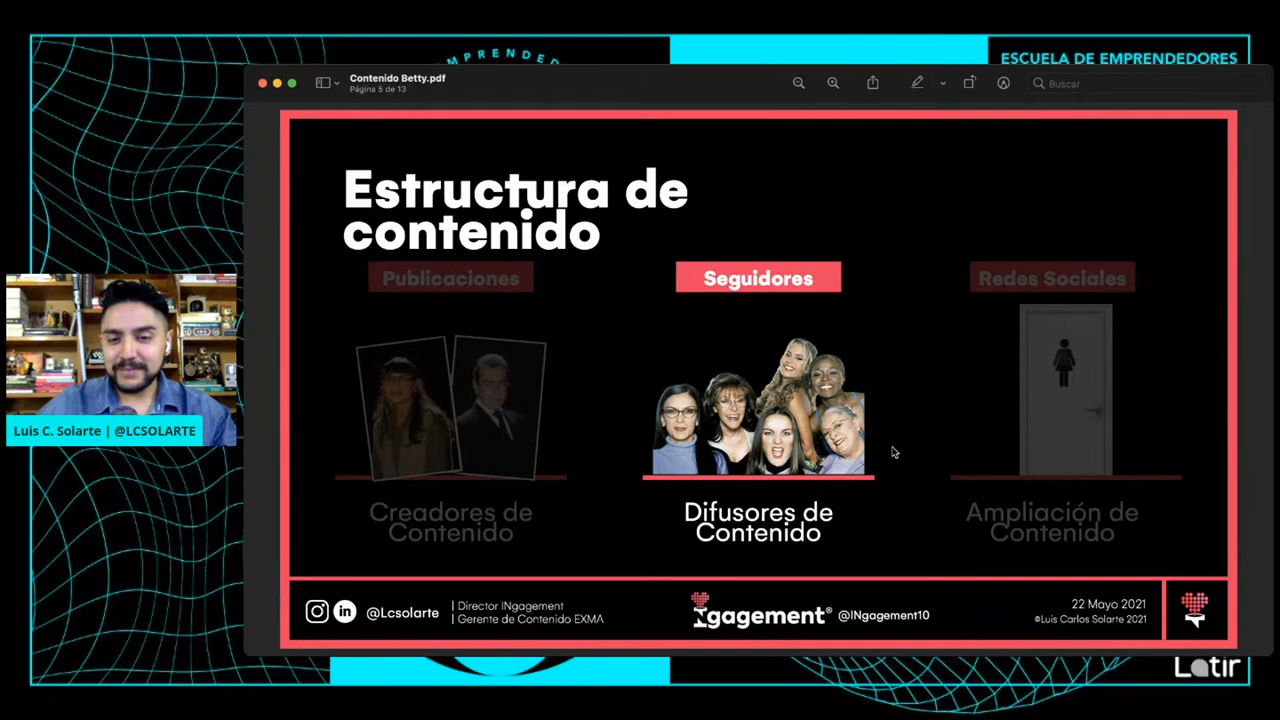 EMPRENDED
ESCUELA DE EMPRENDEDORES
Contenido Betty.pdf
Página 5 de 13
Buscar
Estructura de
contenido
Publicaciones
Seguidores
Redes Sociales
Luis C. Solarte | @LCSOLARTE
Creadores de
Contenido
Difusores de
Contenido
Ampliación de
Contenido
@Lcsolarte
| Director INgagement
| Gerente de Contenido EXMA
INgagement® @INgagement10
22 Mayo 2021
©Luis Carlos Solarte 2021
Latir